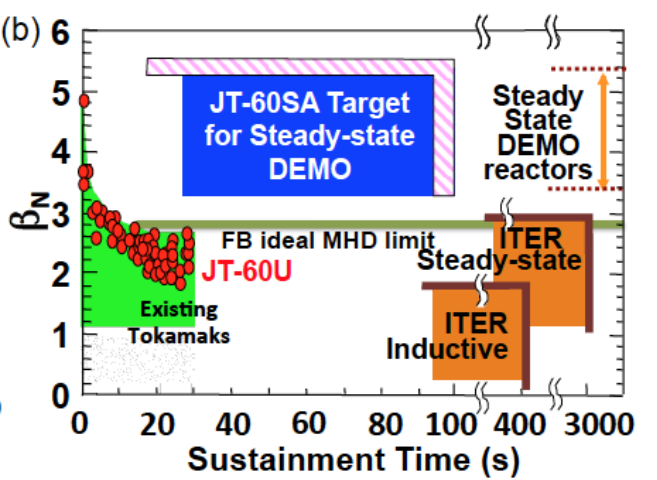 (b)
6
5
4
3
2
1
0
βN
JT-60SA Target
for Steady-state
DEMO
Steady
State
DEMO
reactors
FB ideal MHD limit
JT-60U
ITER
Steady-state
Existing
Tokamaks
ITER
Inductive
0 20 40 60 80 100 400 3000
Sustainment Time (s)